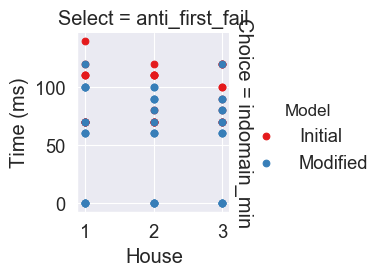 Select = anti_first_fail
Choice = indomain_min
Time (ms)
100
50
0
1 2 3
House
Model
Initial
Modified